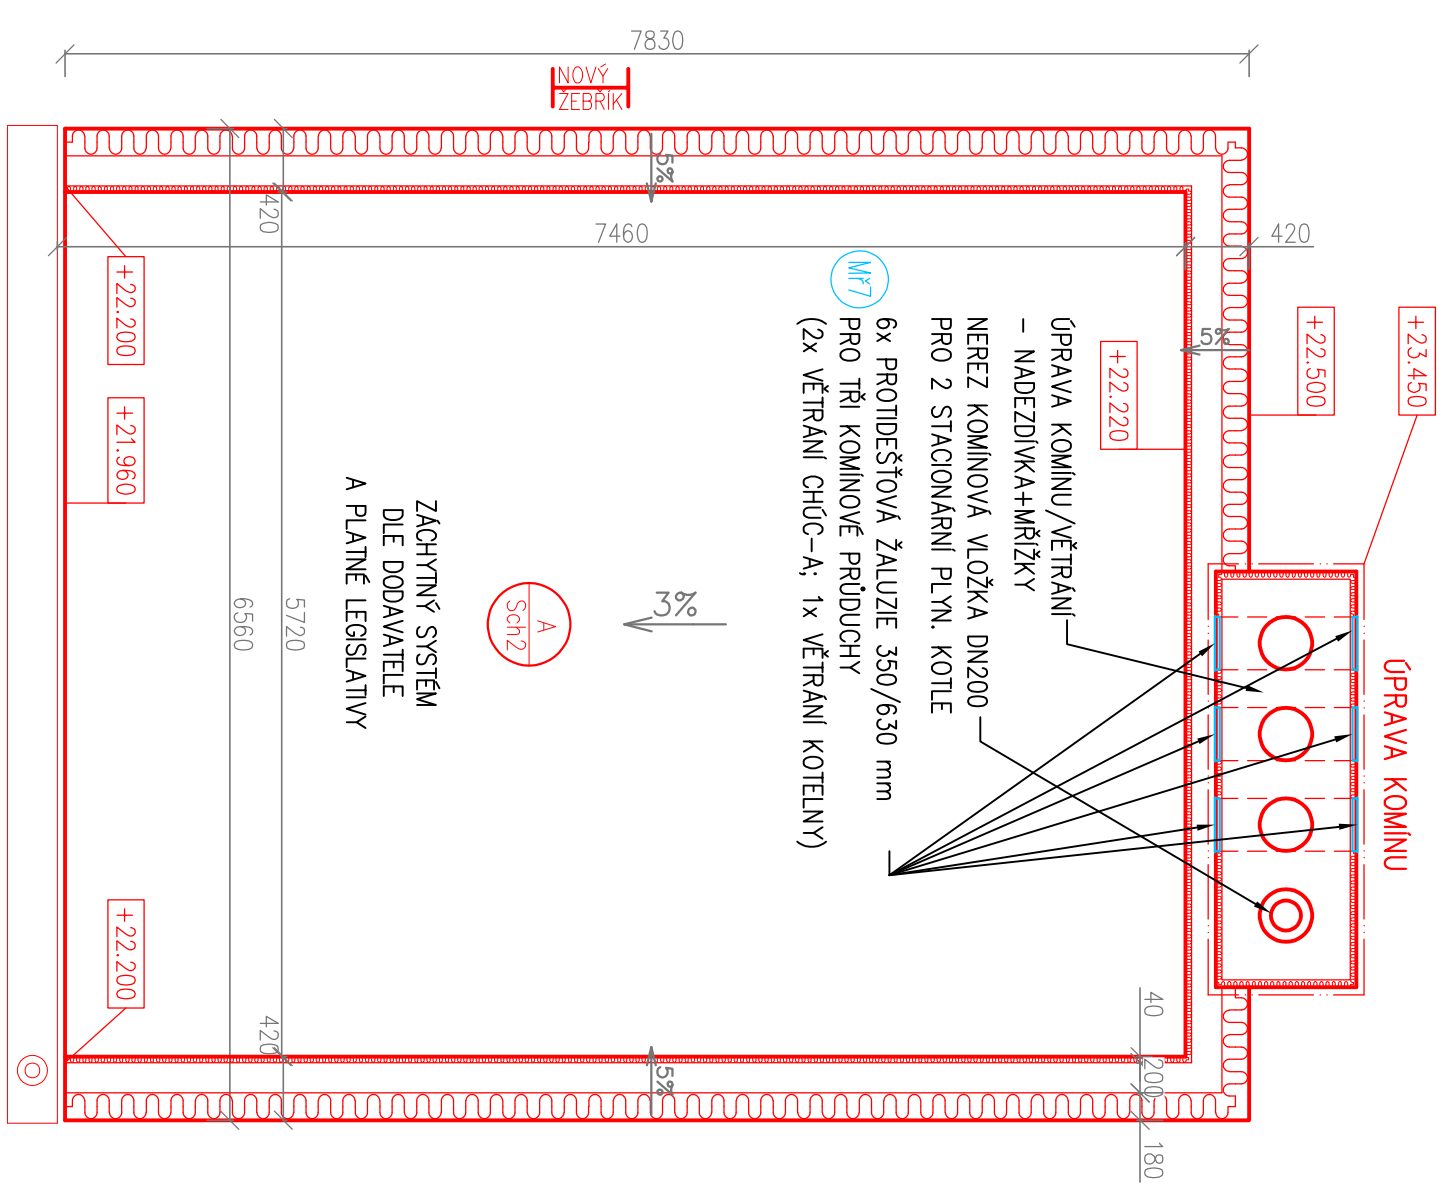 7830
NOVÝ
ŽEBŘÍK
5%
420
7460
420
+22.200
+21.960
+22.200
+22.220
+22.500
+23.450
5%
Mř7
ÚPRAVA KOMÍNU/VĚTRÁNÍ
- NADEZDÍVKA+MŘÍŽKY
NEREZ KOMÍNOVÁ VLOŽKA DN200
PRO 2 STACIONÁRNÍ PLYN. KOTLE
6x PROTIDEŠŤOVÁ ŽALUZIE 350/630 mm
PRO TŘI KOMÍNOVÉ PRŮDUCHY
(2x VĚTRÁNÍ CHÚC-A; 1x VĚTRÁNÍ KOTELNY)
ÚPRAVA KOMÍNU
3%
A
Sch2
ZÁCHYTNÝ SYSTÉM
DLE DODAVATELE
A PLATNÉ LEGISLATIVY
5720
6560
420
5%
40
200
180